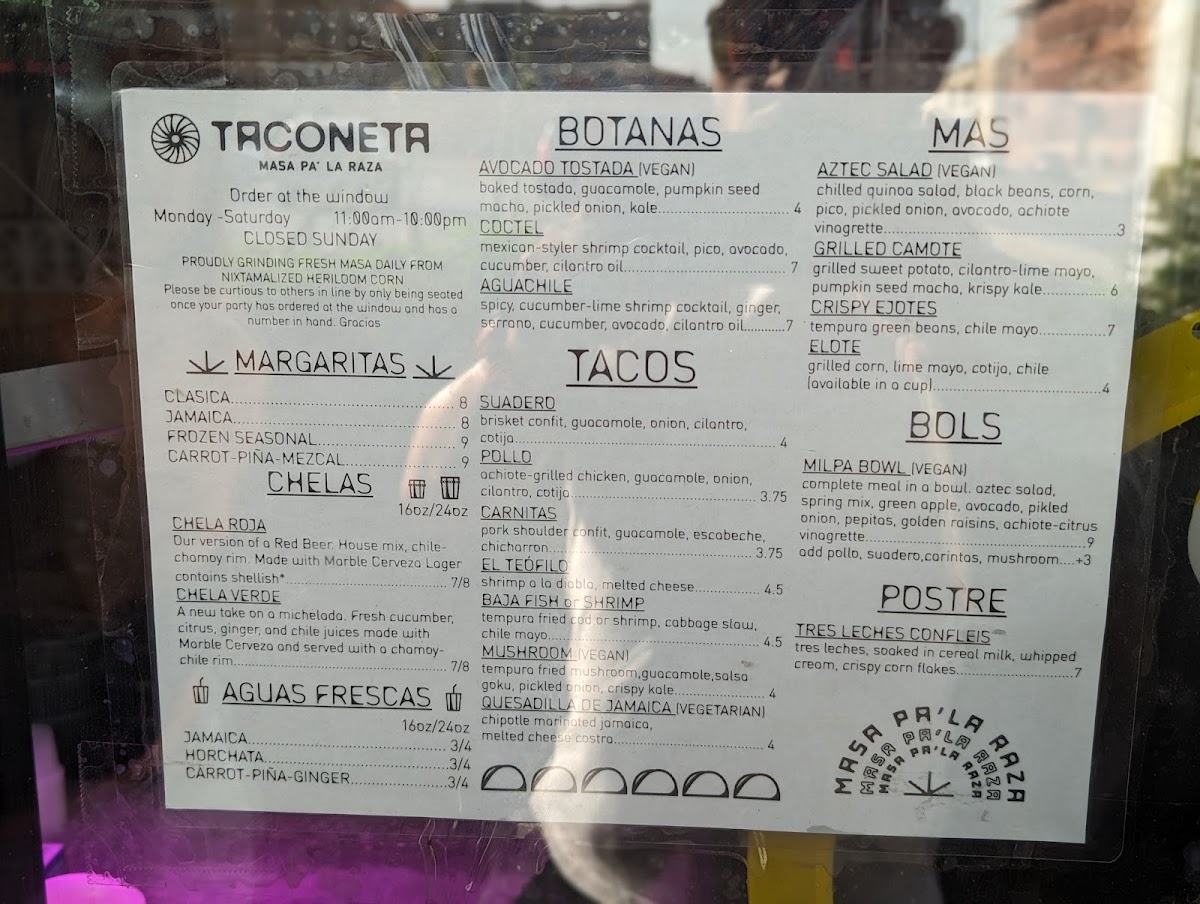 TACONETA
MASA PA' LA RAZA
Order at the window
Monday -Saturday 11:00am-10:00pm
CLOSED SUNDAY
PROUDLY GRINDING FRESH MASA DAILY FROM
NIXTAMALIZED HERILOOM CORN
Please be curtious to others in line by only being seated
once your party has ordered at the window and has a
number in hand. Gracias
MARGARITAS
CLASICA 8
JAMAICA 8
FROZEN SEASONAL 9
CARROT-PIÑA-MEZCAL 9
CHELAS
16oz/24oz
CHELA ROJA
Our version of a Red Beer. House mix, chile-
chamoy rim. Made with Marble Cerveza Lager
contains shellish* 7/8
CHELA VERDE
A new take on a michelada. Fresh cucumber,
citrus, ginger, and chile juices made with
Marble Cerveza and served with a chamoy-
chile rim 7/8
AGUAS FRESCAS
16oz/24oz
JAMAICA 3/4
HORCHATA 3/4
CARROT-PIÑA-GINGER 3/4
BOTANAS
AVOCADO TOSTADA (VEGAN)
baked tostada, guacamole, pumpkin seed
macha, pickled onion, kale 4
COCTEL
mexican-styler shrimp cocktail, pico, avocado,
cucumber, cilantro oil 7
AGUACHILE
spicy, cucumber-lime shrimp cocktail, ginger,
serrano, cucumber, avocado, cilantro oil 7
TACOS
SUADERO
brisket confit, guacamole, onion, cilantro,
cotija 4
POLLO
achiote-grilled chicken, guacamole, onion,
cilantro, cotija 3.75
CARNITAS
pork shoulder confit, guacamole, escabeche,
chicharron 3.75
EL TEÓFILO
shrimp a la diabla, melted cheese 4.5
BAJA FISH or SHRIMP
tempura fried cod or shrimp, cabbage slaw,
chile mayo 4.5
MUSHROOM (VEGAN)
tempura fried mushroom,guacamole,salsa
goku, pickled onion, crispy kale 4
QUESADILLA DE JAMAICA (VEGETARIAN)
chipotle marinated jamaica,
melted cheese costra 4
MAS
AZTEC SALAD (VEGAN)
chilled quinoa salad, black beans, corn,
pico, pickled onion, avocado, achiote
vinagrette 3
GRILLED CAMOTE
grilled sweet potato, cilantro-lime mayo,
pumpkin seed macha, krispy kale 6
CRISPY EJOTES
tempura green beans, chile mayo 7
ELOTE
grilled corn, lime mayo, cotija, chile
(available in a cup) 4
BOLS
MILPA BOWL (VEGAN)
complete meal in a bowl. aztec salad,
spring mix, green apple, avocado, pikled
onion, pepitas, golden raisins, achiote-citrus
vinagrette 9
add pollo, suadero,carintas, mushroom....+3
POSTRE
TRES LECHES CONFLEIS
tres leches, soaked in cereal milk, whipped
cream, crispy corn flakes 7
MASA PA'LA RAZA
MASA PA'LA RAZA
MASA PA'LA RAZA